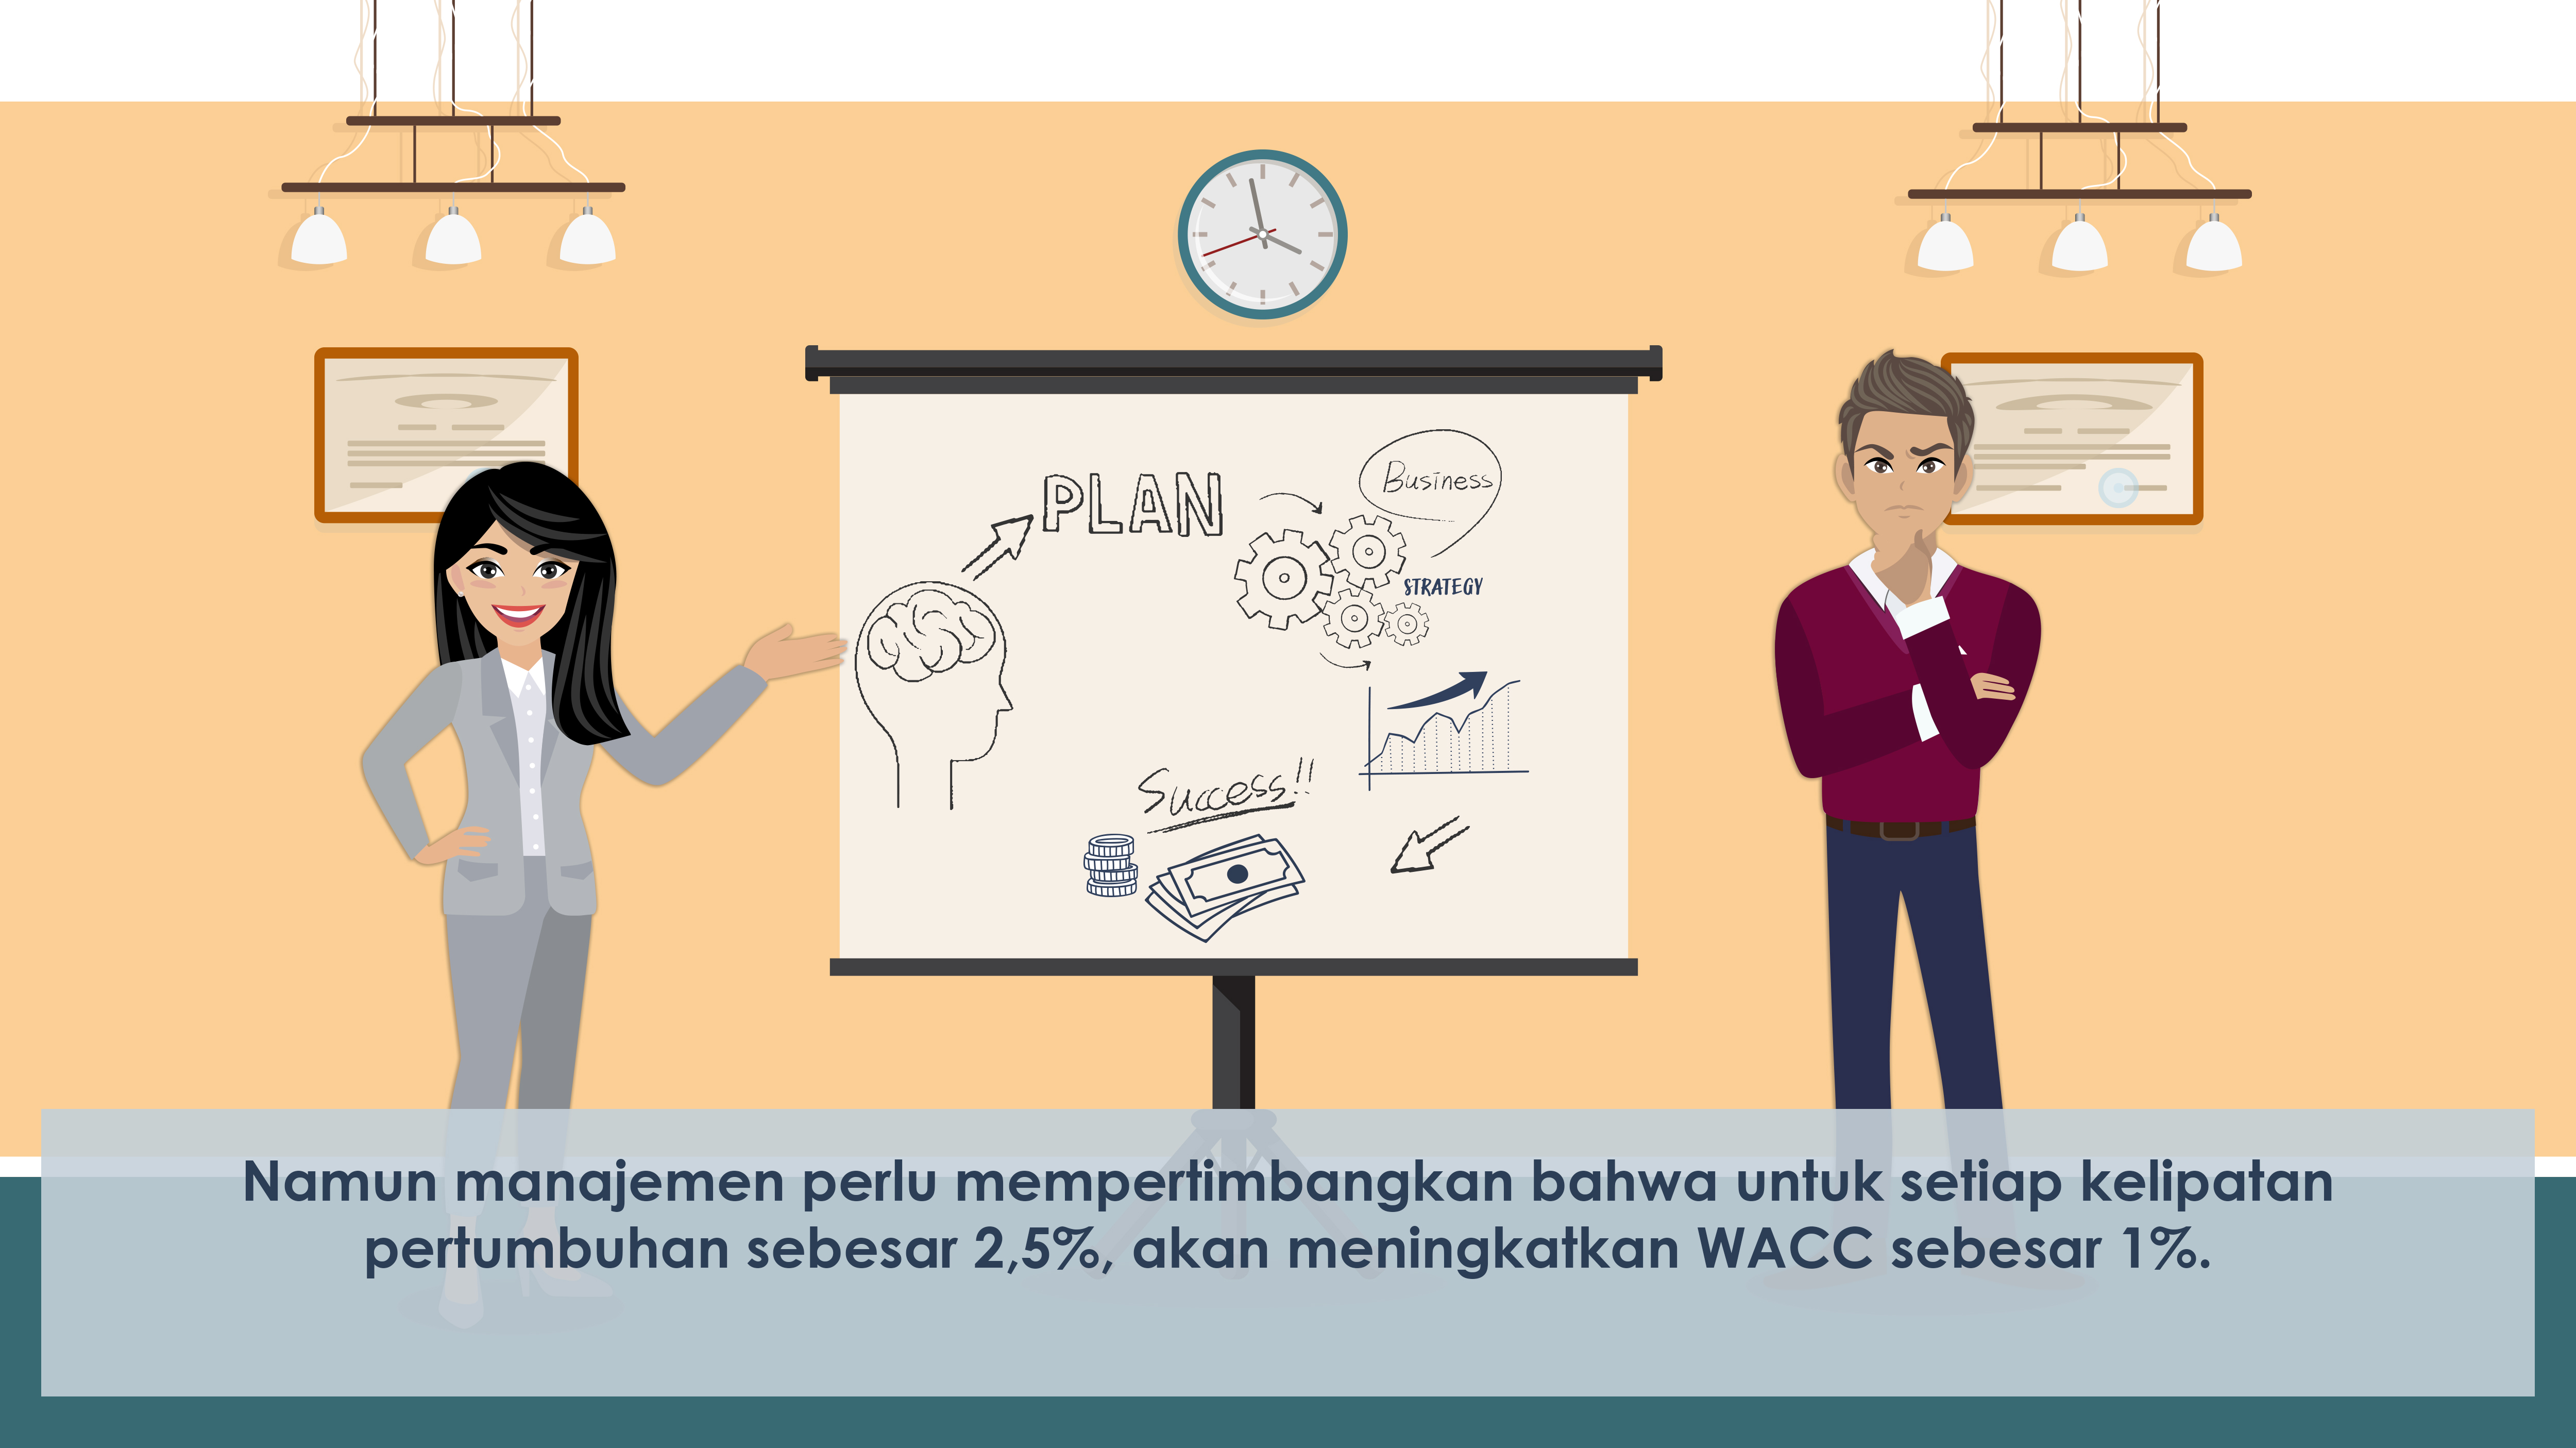 PLAN
Business
STRATEGY
Success!!
Namun manajemen perlu mempertimbangkan bahwa untuk setiap kelipatan
pertumbuhan sebesar 2,5%, akan meningkatkan WACC sebesar 1%.